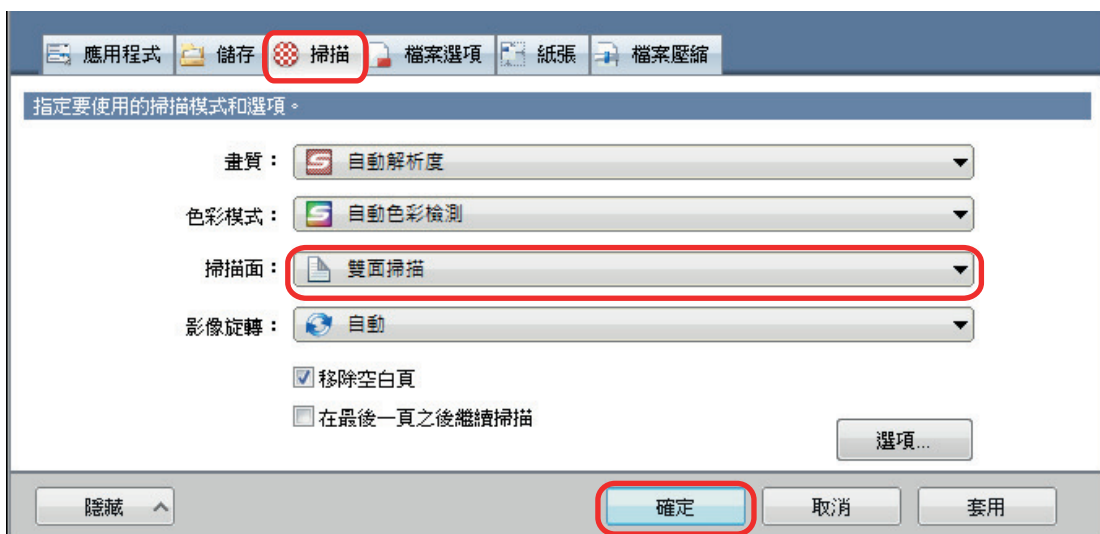 應用程式 儲存 掃描 檔案選項 紙張 檔案壓縮
指定要使用的掃描模式和選項。
畫質： 自動解析度
色彩模式： 自動色彩檢測
掃描面： 雙面掃描
影像旋轉： 自動
移除空白頁
在最後一頁之後繼續掃描
選項...
隱藏 確定 取消 套用